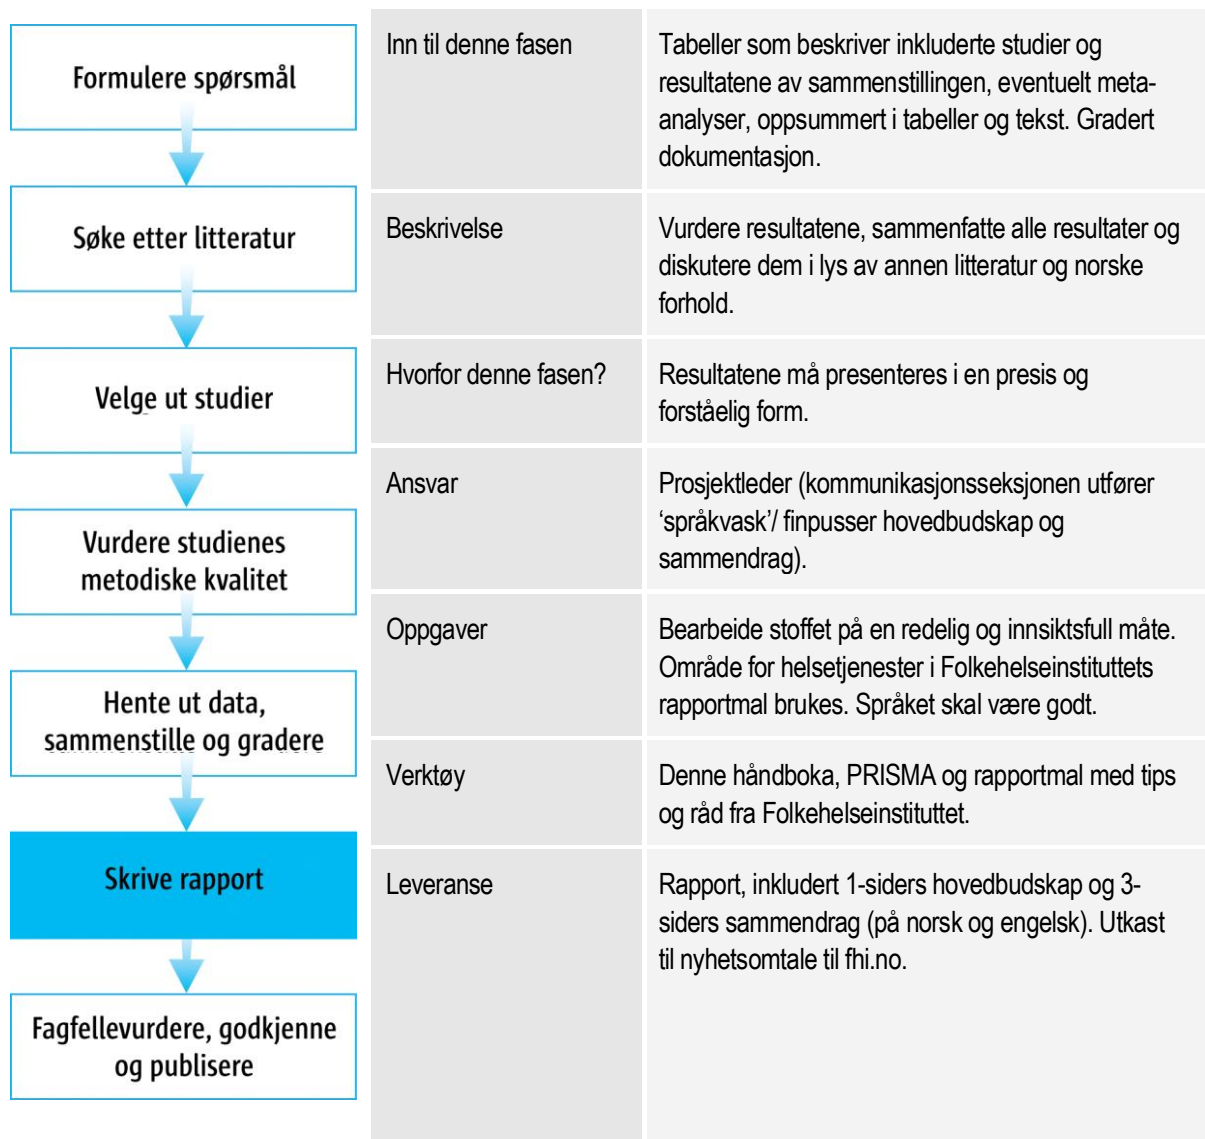 Formulere spørsmål
Søke etter litteratur
Velge ut studier
Vurdere studienes
metodiske kvalitet
Hente ut data,
sammenstille og gradere
Skrive rapport
Fagfellevurdere, godkjenne
og publisere
Inn til denne fasen
Tabeller som beskriver inkluderte studier og
resultatene av sammenstillingen, eventuelt meta-
analyser, oppsummert i tabeller og tekst. Gradert
dokumentasjon.
Beskrivelse
Vurdere resultatene, sammenfatte alle resultater og
diskutere dem i lys av annen litteratur og norske
forhold.
Hvorfor denne fasen?
Resultatene må presenteres i en presis og
forståelig form.
Ansvar
Prosjektleder (kommunikasjonsseksjonen utfører
‘språkvask’/ finpusser hovedbudskap og
sammendrag).
Oppgaver
Bearbeide stoffet på en redelig og innsiktsfull måte.
Område for helsetjenester i Folkehelseinstituttets
rapportmal brukes. Språket skal være godt.
Verktøy
Denne håndboka, PRISMA og rapportmal med tips
og råd fra Folkehelseinstituttet.
Leveranse
Rapport, inkludert 1-siders hovedbudskap og 3-
siders sammendrag (på norsk og engelsk). Utkast
til nyhetsomtale til fhi.no.